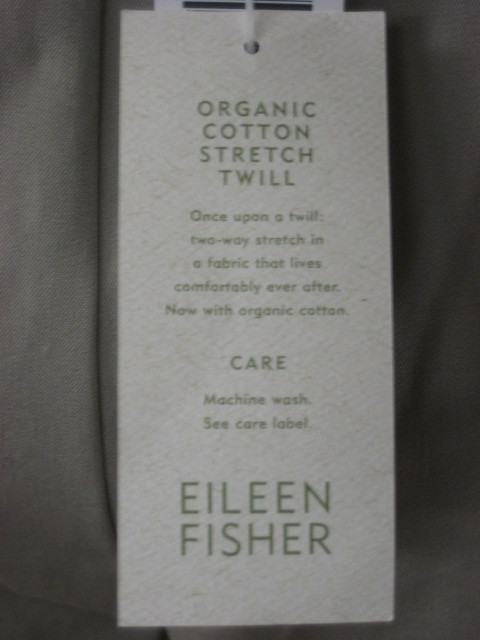 ORGANIC
COTTON
STRETCH
TWILL
Once upon a twill:
two-way stretch in
a fabric that lives
comfortably ever after.
Now with organic cotton.
CARE
Machine wash.
See care label.
EILEEN
FISHER